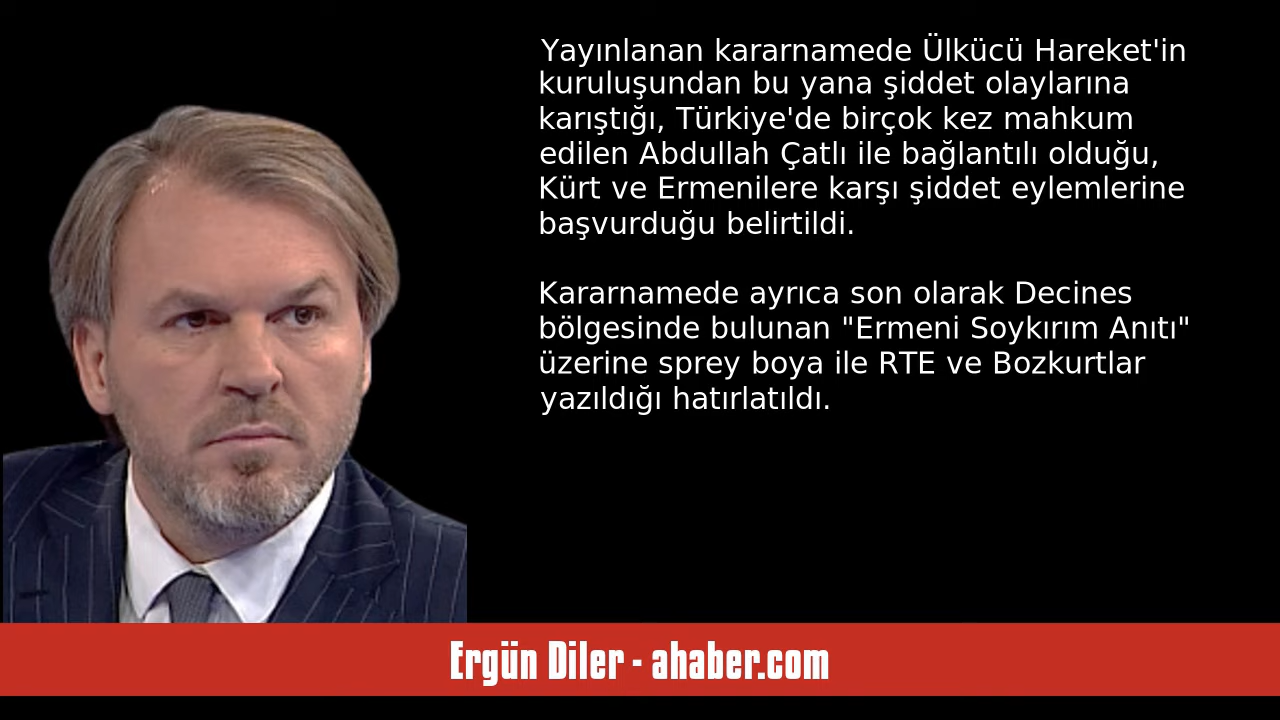 Yayınlanan kararnamede Ülkücü Hareket'in
kuruluşundan bu yana şiddet olaylarına
karıştığı, Türkiye'de birçok kez mahkum
edilen Abdullah Çatlı ile bağlantılı olduğu,
Kürt ve Ermenilere karşı şiddet eylemlerine
başvurduğu belirtildi.
Kararnamede ayrıca son olarak Decines
bölgesinde bulunan "Ermeni Soykırım Anıtı"
üzerine sprey boya ile RTE ve Bozkurtlar
yazıldığı hatırlatıldı.
Ergün Diler - ahaber.com